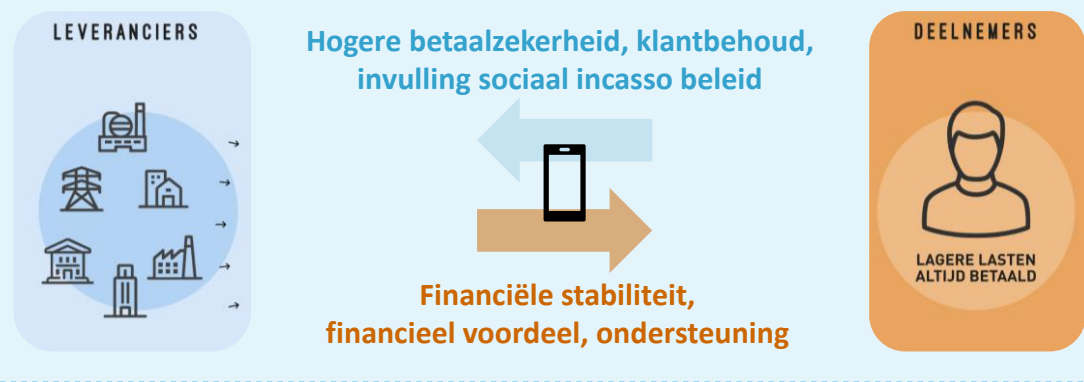 LEVERANCIERS
Hogere betaalzekerheid, klantbehoud,
invulling sociaal incasso beleid
Financiële stabiliteit,
financieel voordeel, ondersteuning
DEELNEMERS
LAGERE LASTEN
ALTIJD BETAALD